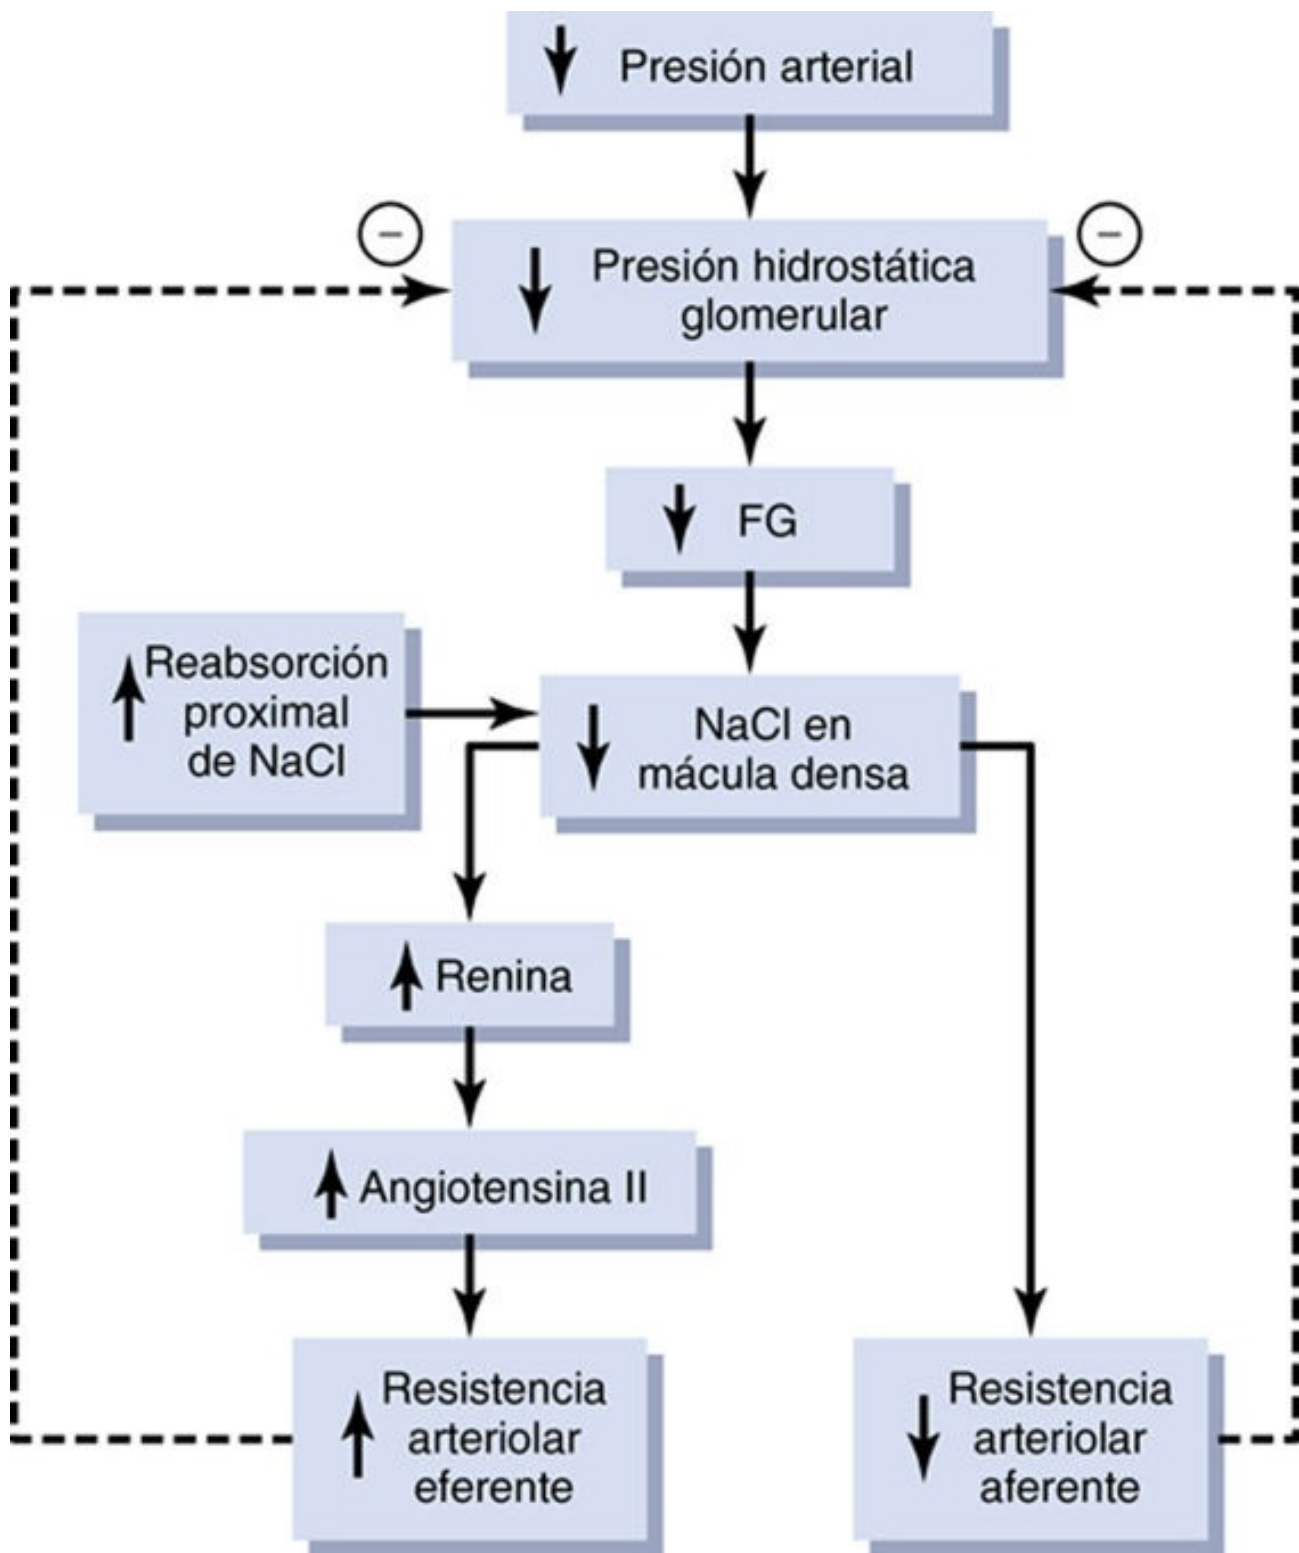 Presión arterial
−
−
Presión hidrostática
glomerular
FG
Reabsorción
proximal
de NaCl
NaCl en
mácula densa
Renina
Angiotensina II
Resistencia
arteriolar
eferente
Resistencia
arteriolar
aferente